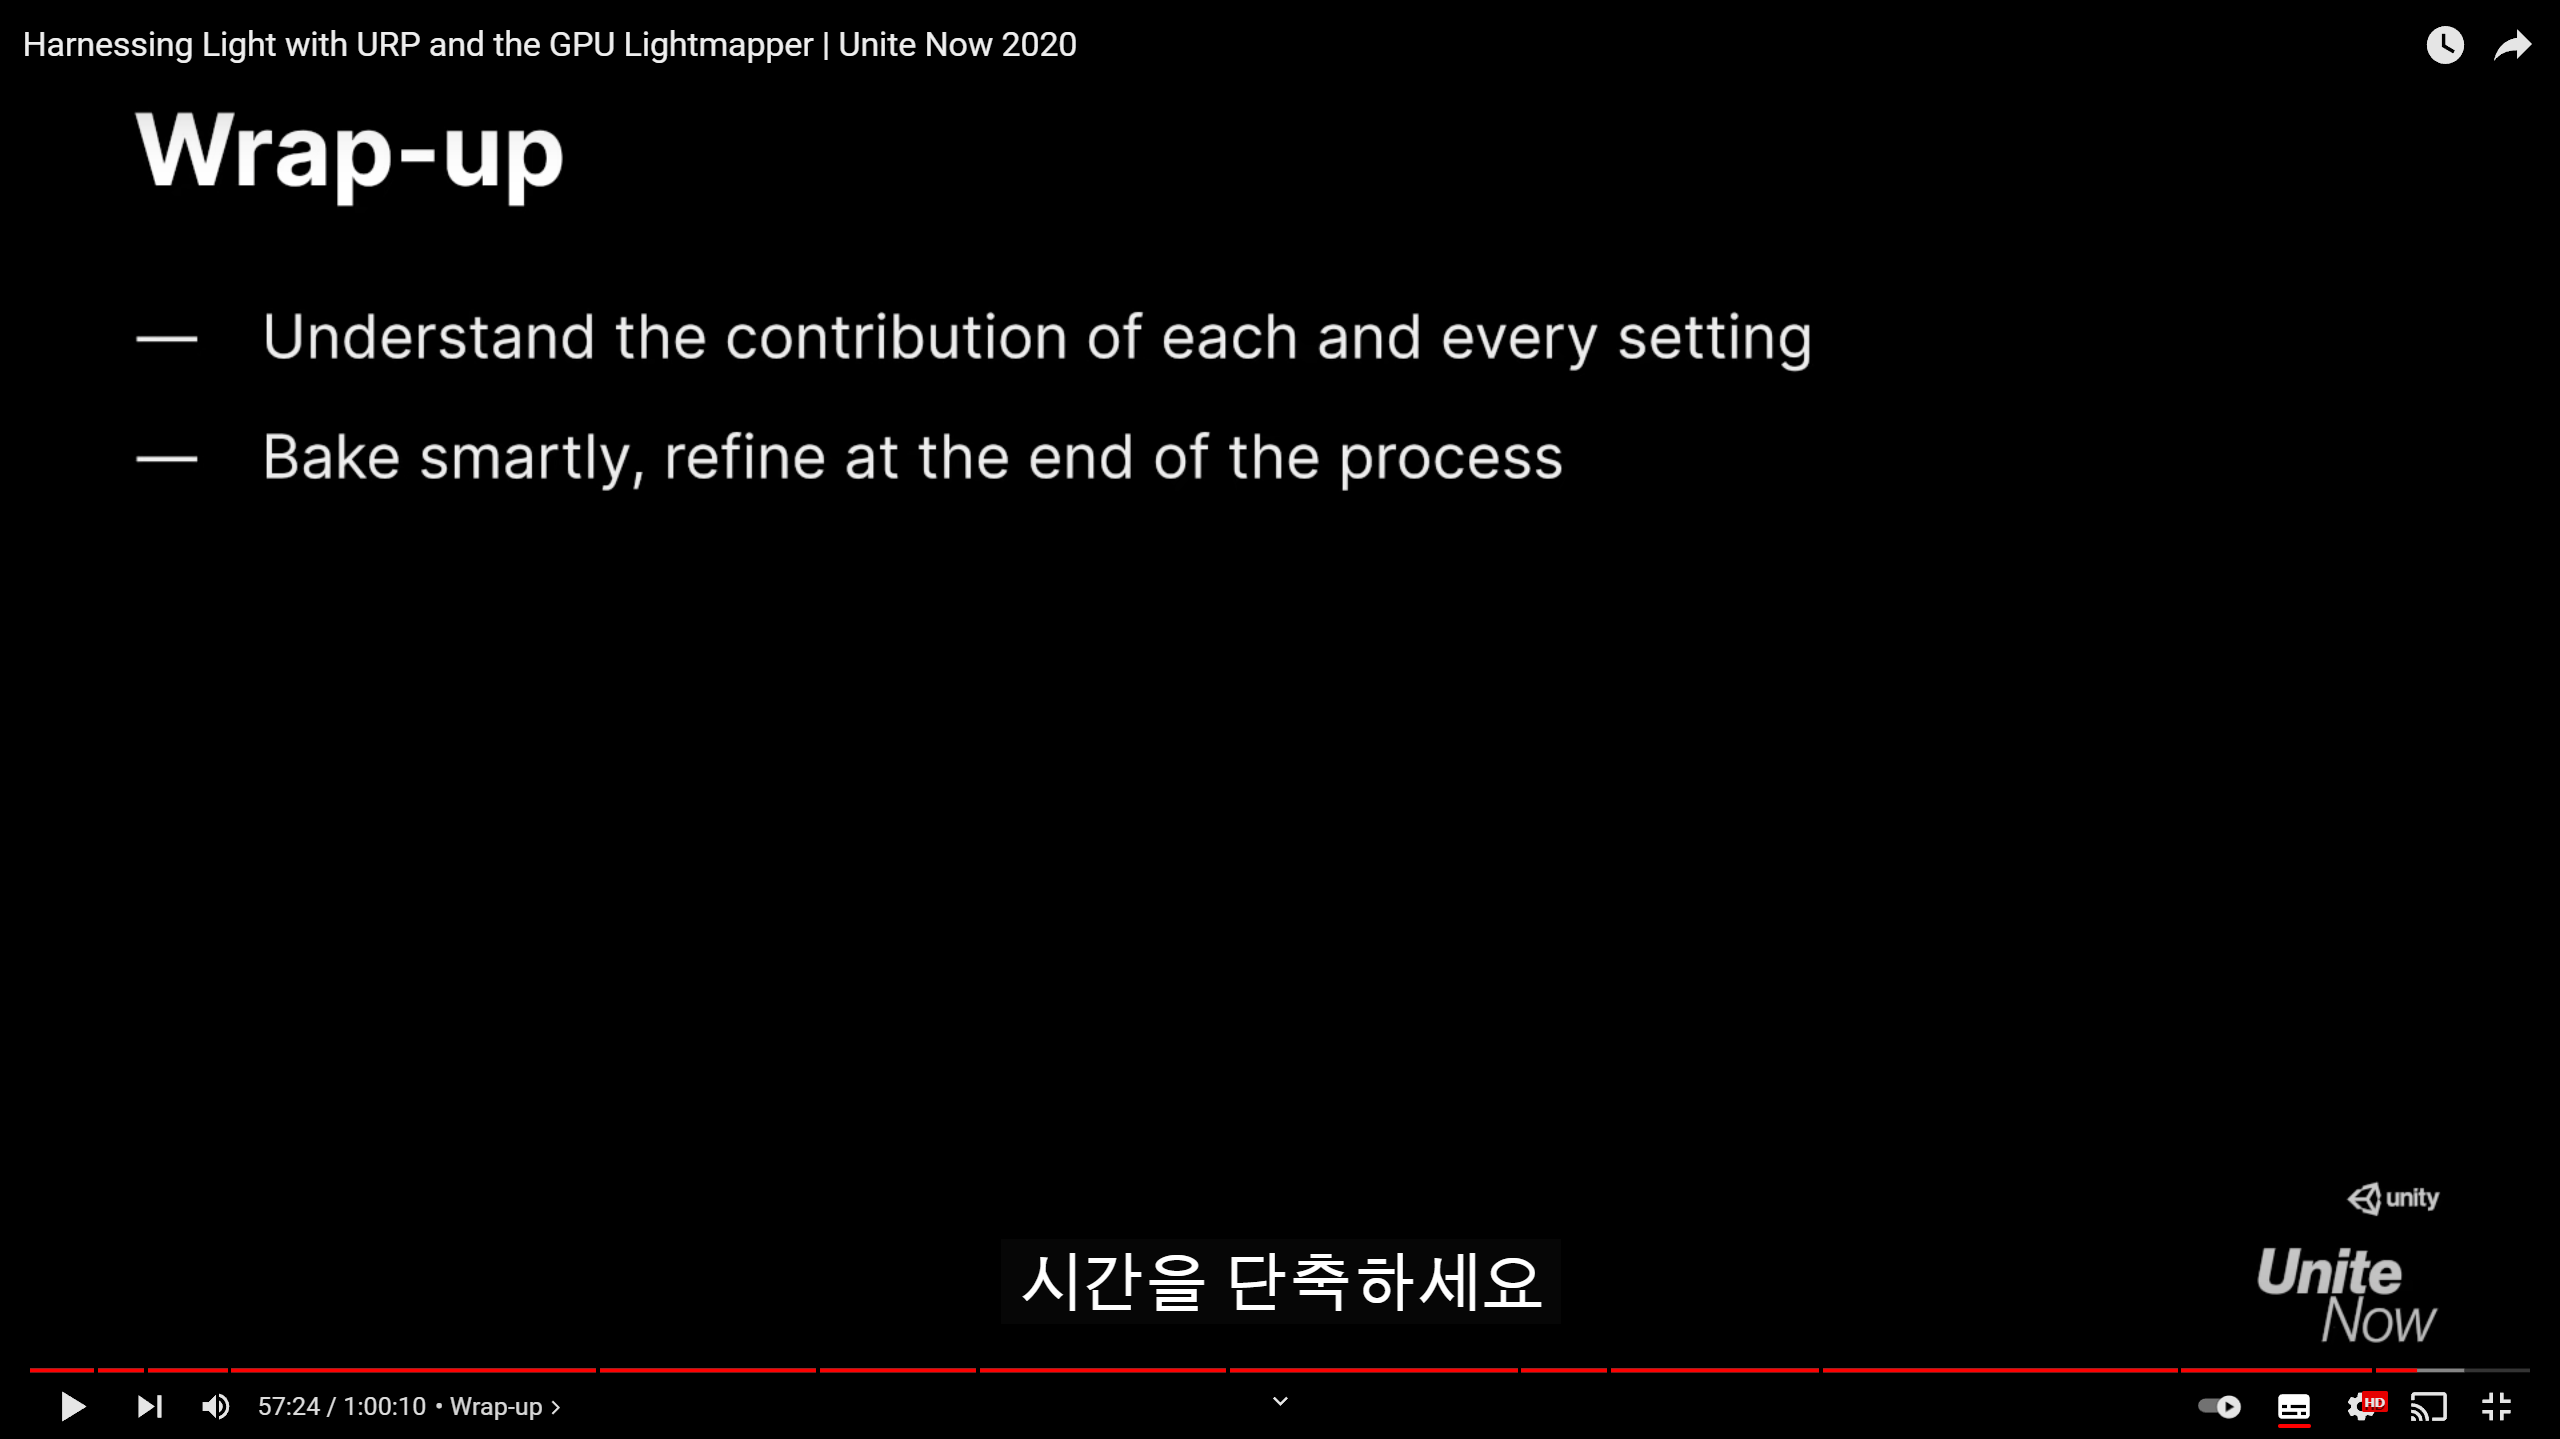 Harnessing Light with URP and the GPU Lightmapper | Unite Now 2020
Wrap-up
— Understand the contribution of each and every setting
— Bake smartly, refine at the end of the process
unity
Unite
Now
시간을 단축하세요
57:24 / 1:00:10 • Wrap-up
HD